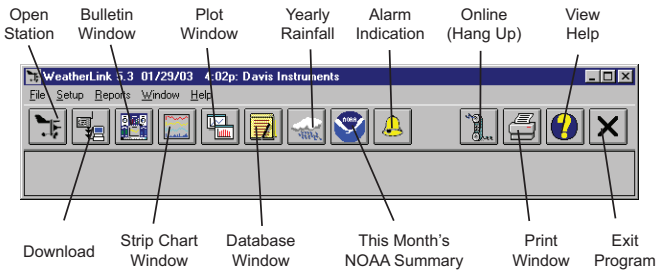 Open Station
Bulletin Window
Plot Window
Yearly Rainfall
Alarm Indication
Online (Hang Up)
View Help
WeatherLink 5.3 01/29/03 4:02p: Davis Instruments
File Setup Reports Window Help
NOAA
Download
Strip Chart Window
Database Window
This Month's NOAA Summary
Print Window
Exit Program